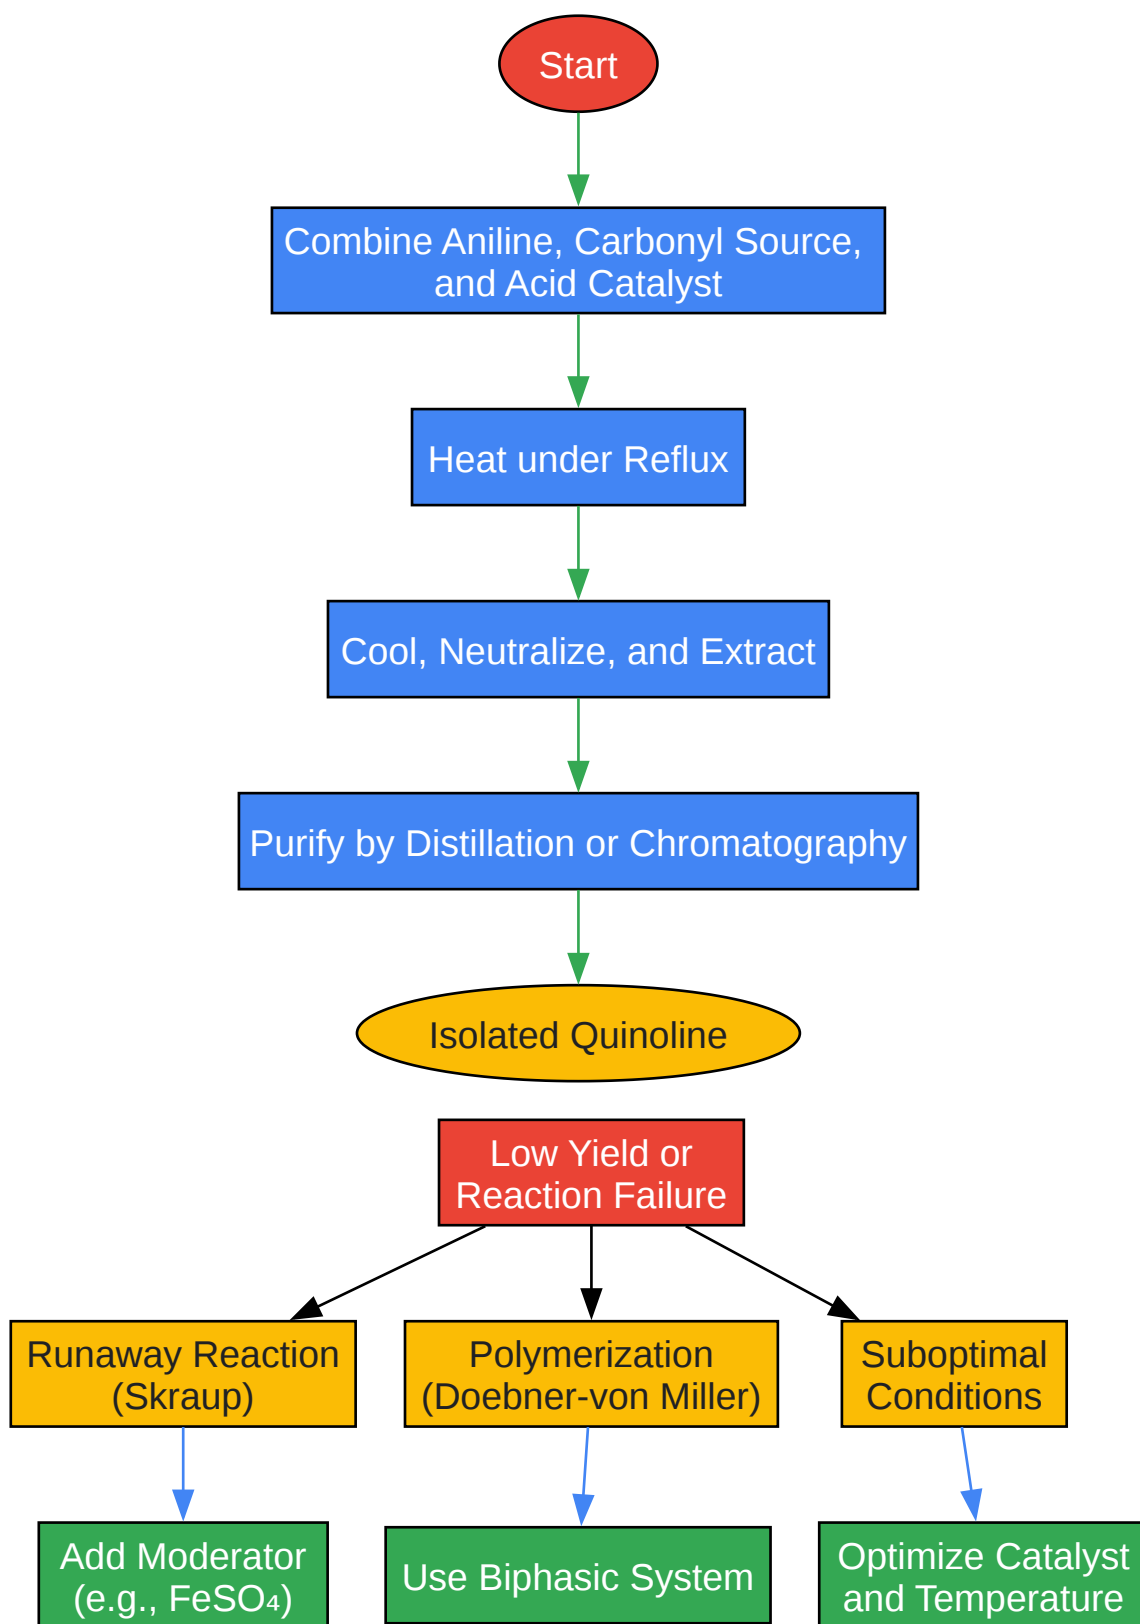 Start
Combine Aniline, Carbonyl Source,
and Acid Catalyst
Heat under Reflux
Cool, Neutralize, and Extract
Purify by Distillation or Chromatography
Isolated Quinoline
Low Yield or
Reaction Failure
Runaway Reaction
(Skraup)
Polymerization
(Doebner-von Miller)
Suboptimal
Conditions
Add Moderator
(e.g., FeSO₄)
Use Biphasic System
Optimize Catalyst
and Temperature